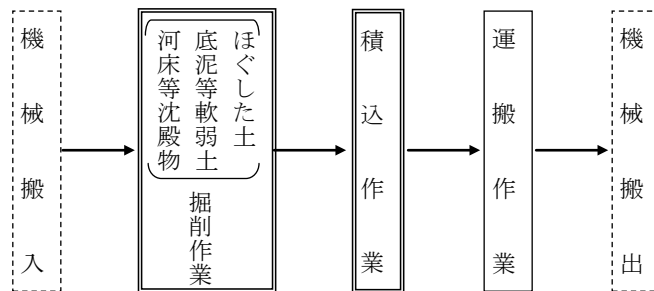 機械搬入
ほぐした土
底泥等軟弱土
河床等沈殿物
掘削作業
積込作業
運搬作業
機械搬出